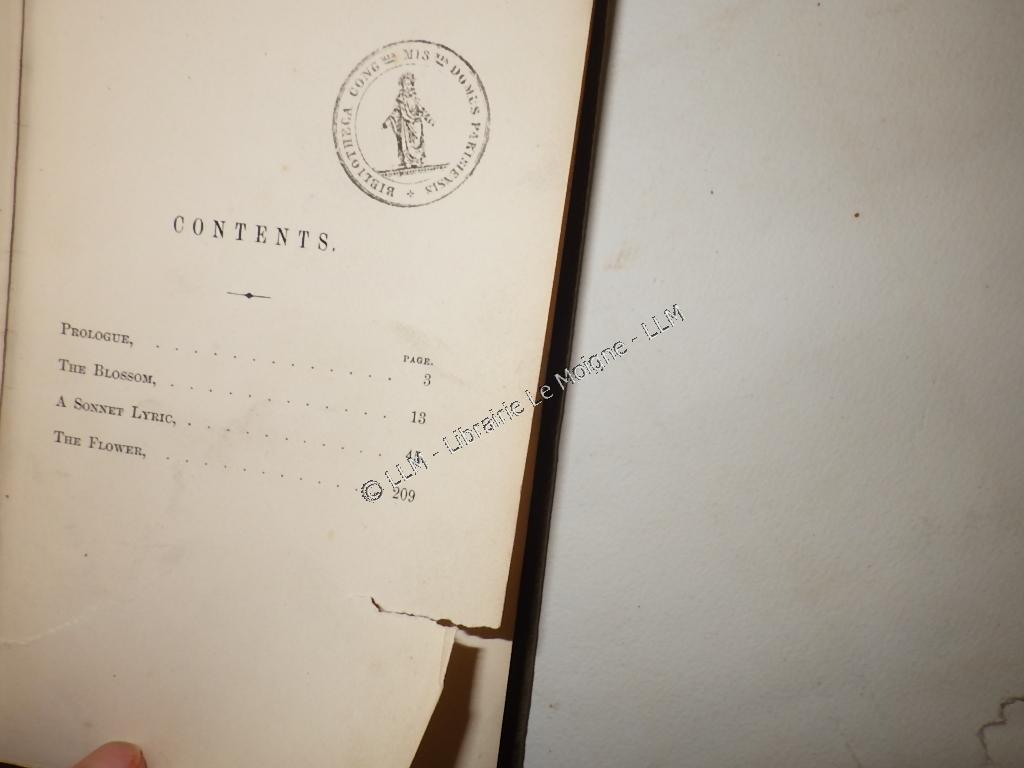 BIBLIOTHECA CONG NIS MIS NIS DOMUS PARISIENSIS
CONTENTS.
PAGE.
PROLOGUE, 3
THE BLOSSOM, 13
A SONNET LYRIC,
THE FLOWER, 209
© LLM - Librairie Le Moigne - LLM